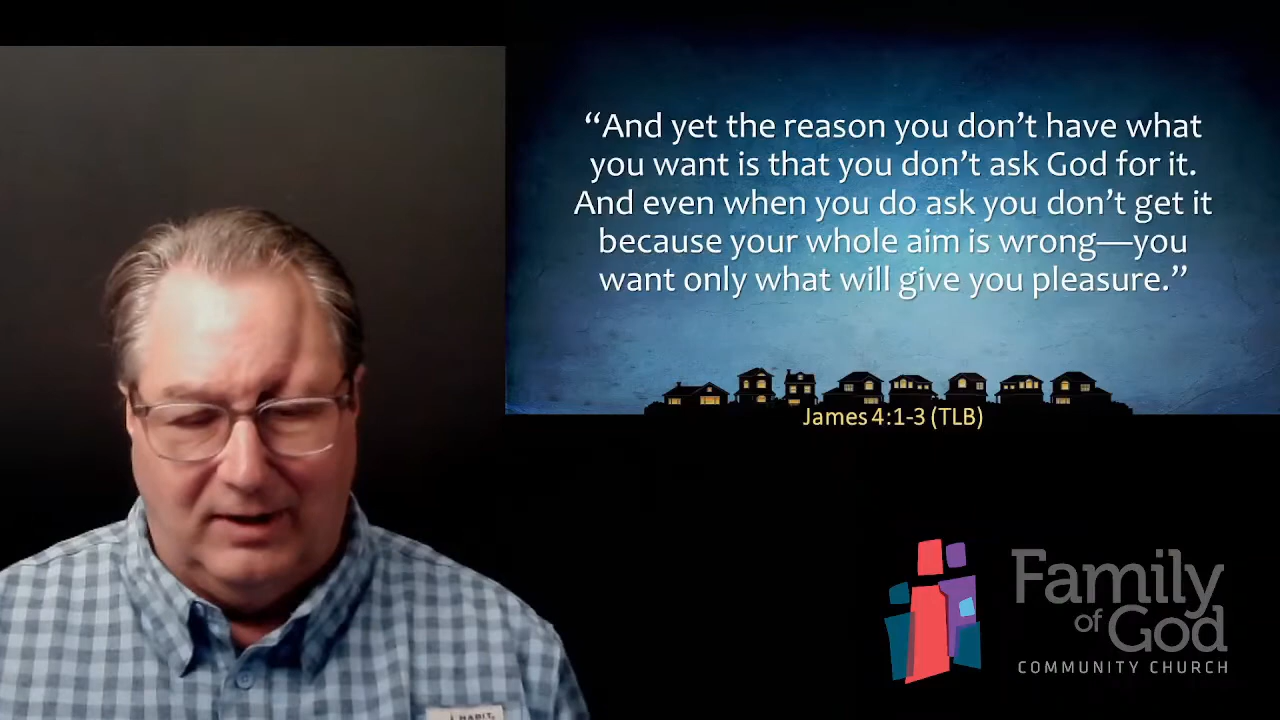 “And yet the reason you don’t have what
you want is that you don’t ask God for it.
And even when you do ask you don’t get it
because your whole aim is wrong—you
want only what will give you pleasure.”
James 4:1-3 (TLB)
Family
of God
COMMUNITY CHURCH
HABIT